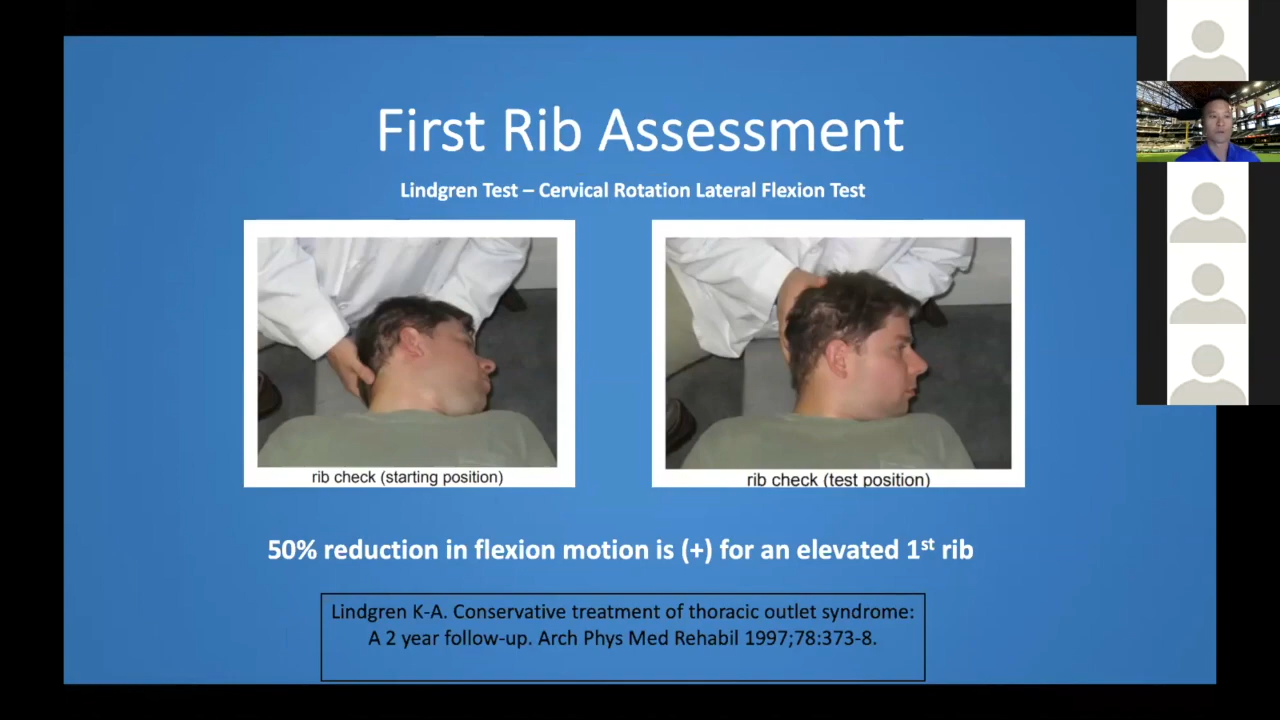 First Rib Assessment
Lindgren Test – Cervical Rotation Lateral Flexion Test
rib check (starting position)
rib check (test position)
50% reduction in flexion motion is (+) for an elevated 1st rib
Lindgren K-A. Conservative treatment of thoracic outlet syndrome:
A 2 year follow-up. Arch Phys Med Rehabil 1997;78:373-8.